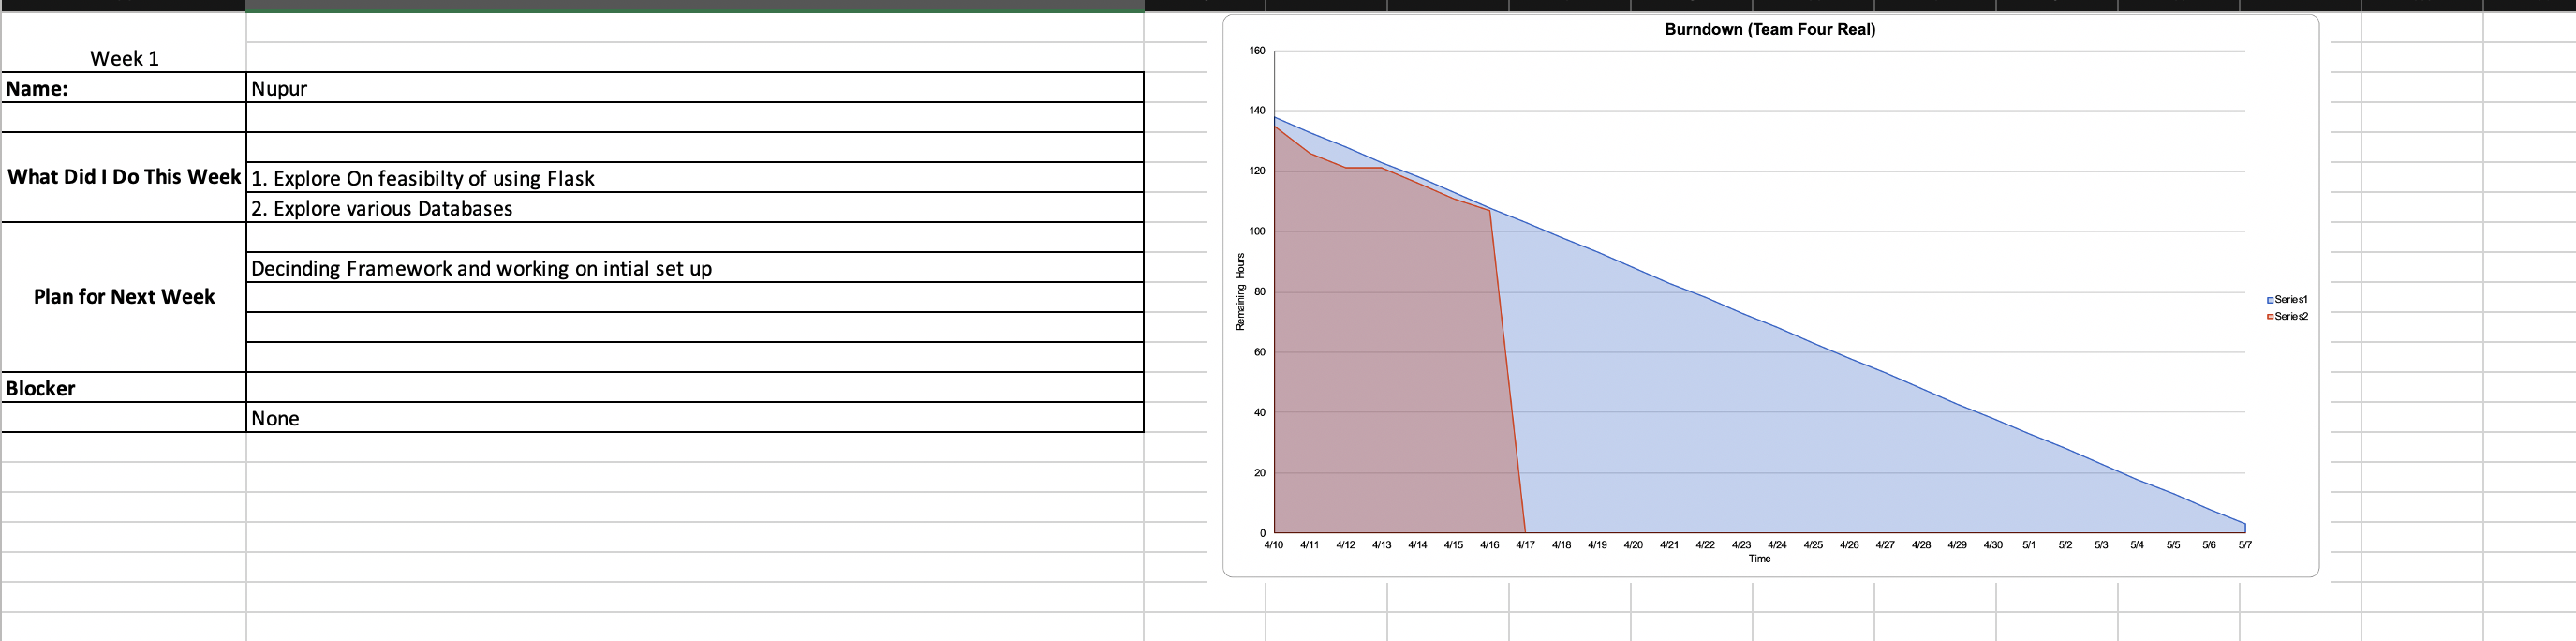 Week 1
Name:
Nupur
What Did I Do This Week
1. Explore On feasibilty of using Flask
2. Explore various Databases
Plan for Next Week
Decinding Framework and working on intial set up
Blocker
None
Burndown (Team Four Real)
160
140
120
100
80
60
40
20
0
Remaining Hours
4/10 4/11 4/12 4/13 4/14 4/15 4/16 4/17 4/18 4/19 4/20 4/21 4/22 4/23 4/24 4/25 4/26 4/27 4/28 4/29 4/30 5/1 5/2 5/3 5/4 5/5 5/6 5/7
Time
Series1
Series2